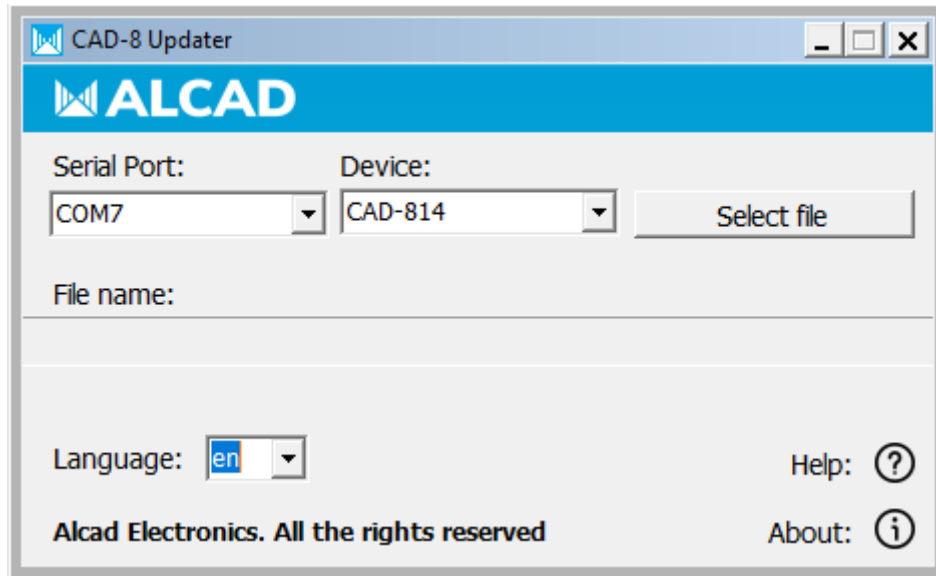 CAD-8 Updater
ALCAD
Serial Port: Device:
COM7 CAD-814 Select file
File name:
Language: en Help: ?
Alcad Electronics. All the rights reserved About: i